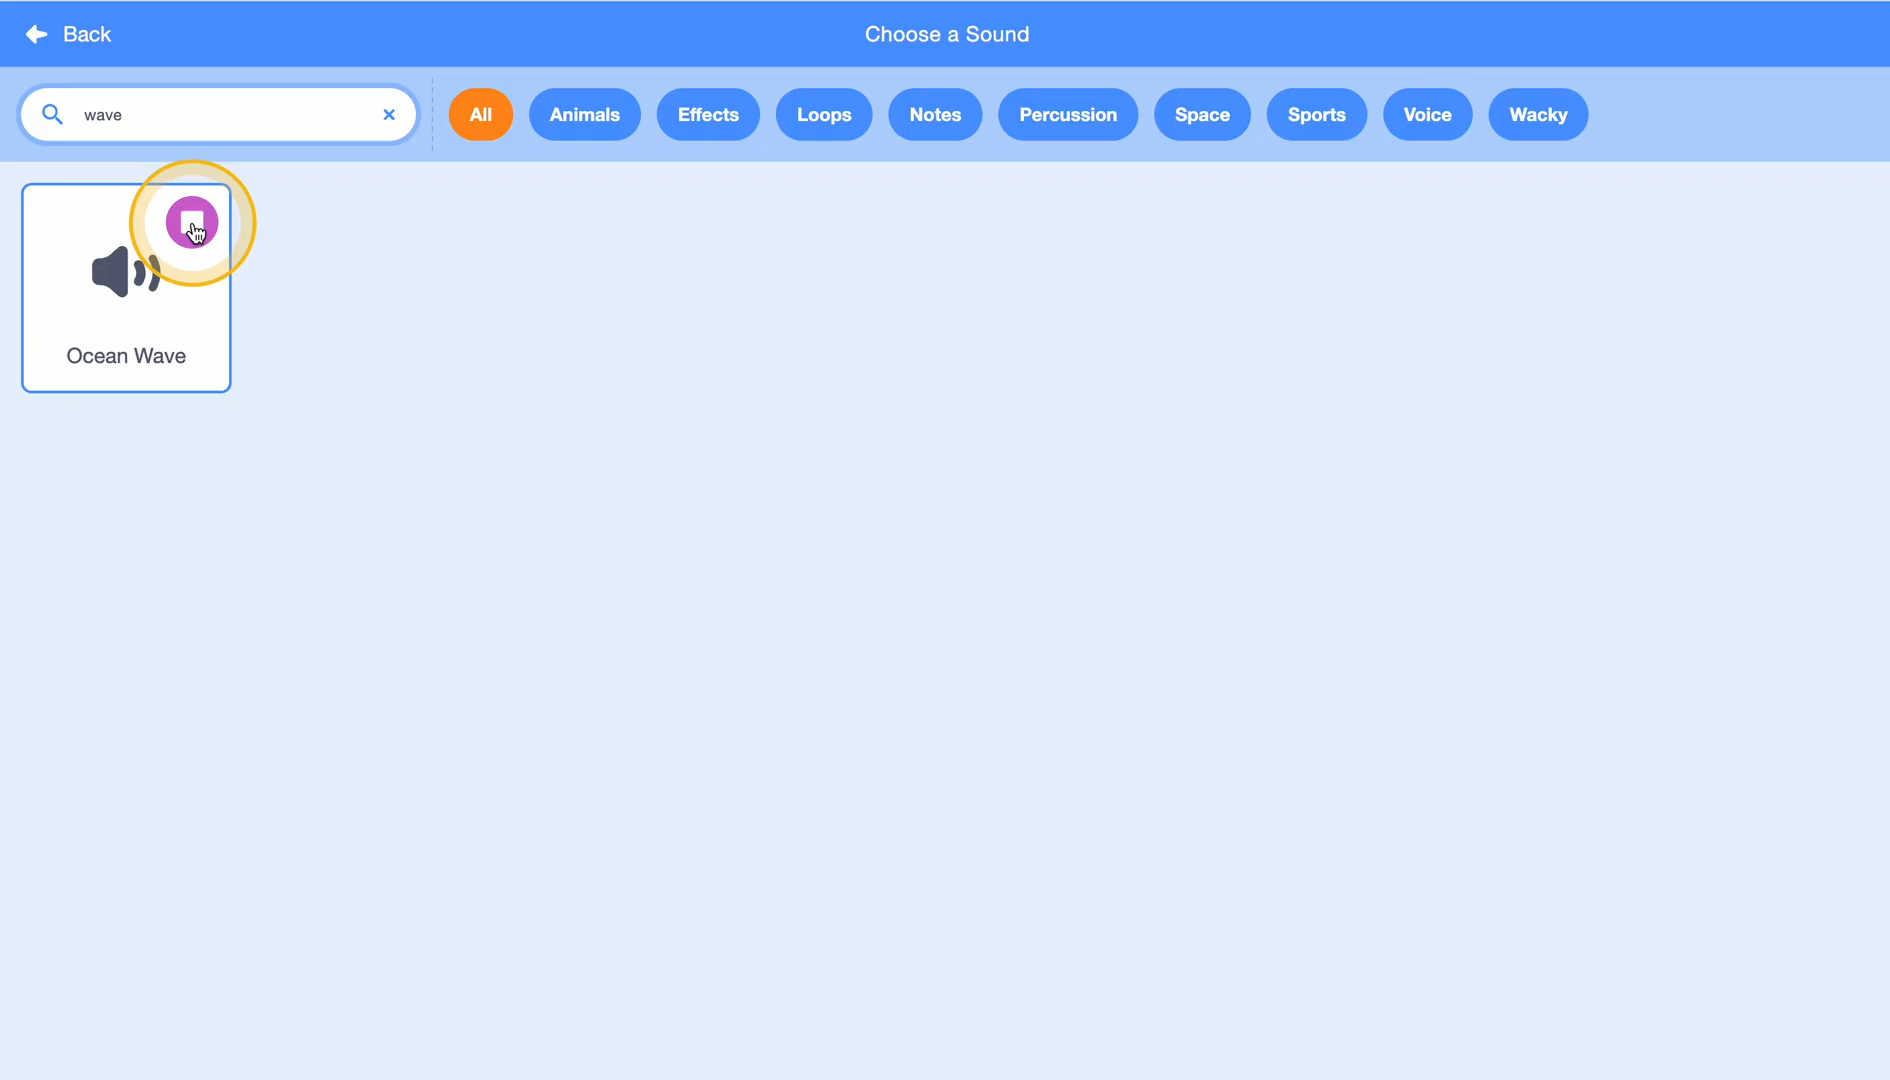 Back
Choose a Sound
wave
All
Animals
Effects
Loops
Notes
Percussion
Space
Sports
Voice
Wacky
Ocean Wave